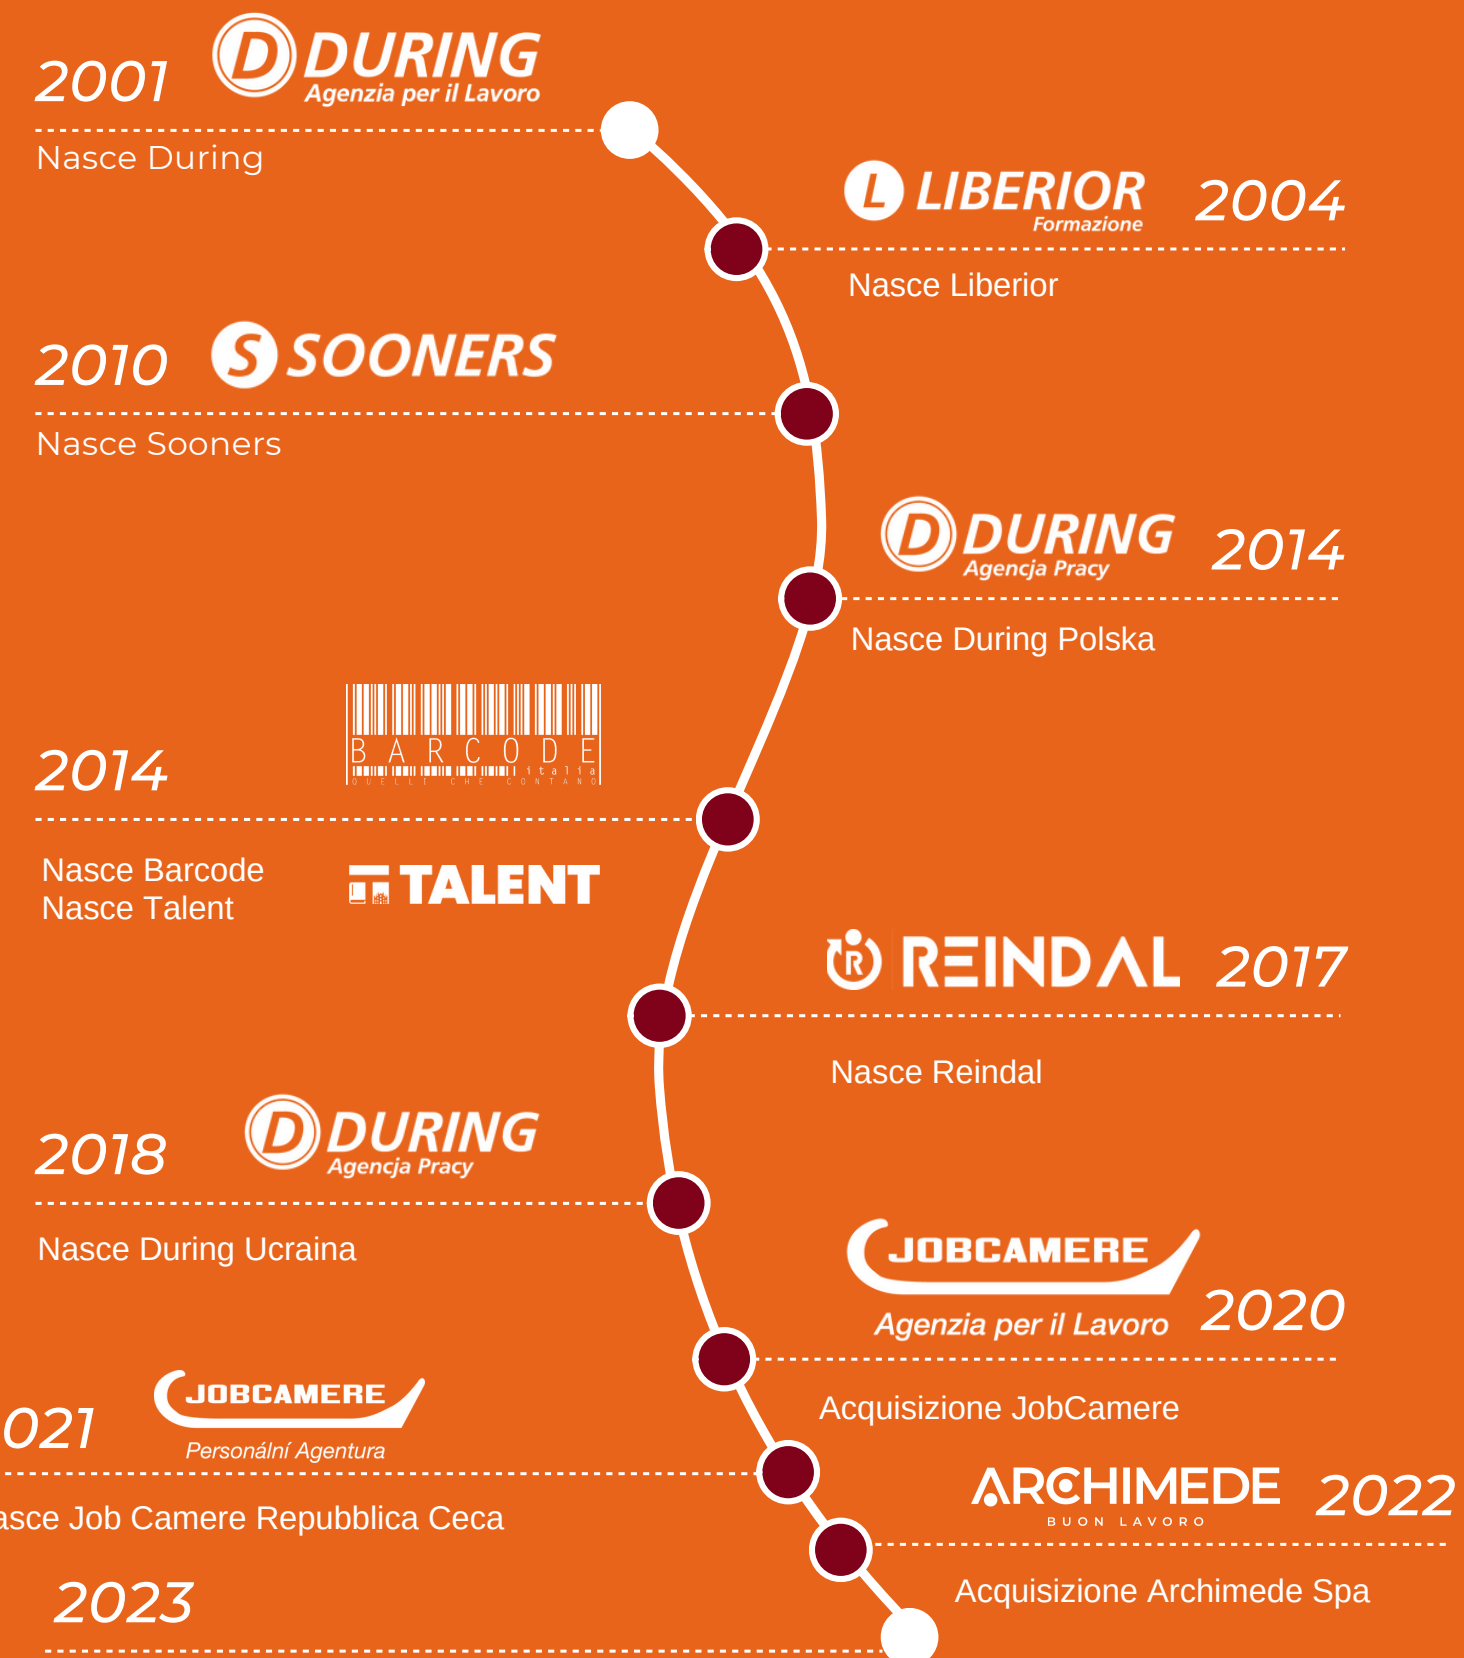 2001
D DURING
Agenzia per il Lavoro
Nasce During
L LIBERIOR
Formazione
2004
Nasce Liberior
2010
S SOONERS
Nasce Sooners
D DURING
Agencja Pracy
2014
Nasce During Polska
2014
BARCODE
italia
QUELLE CHE CONTANO
Nasce Barcode
Nasce Talent
TALENT
R REINDAL
2017
Nasce Reindal
2018
D DURING
Agencja Pracy
Nasce During Ucraina
JOBCAMERE
Agenzia per il Lavoro
2020
Acquisizione JobCamere
021
JOBCAMERE
Personální Agentura
asce Job Camere Repubblica Ceca
ARCHIMEDE
BUON LAVORO
2022
Acquisizione Archimede Spa
2023